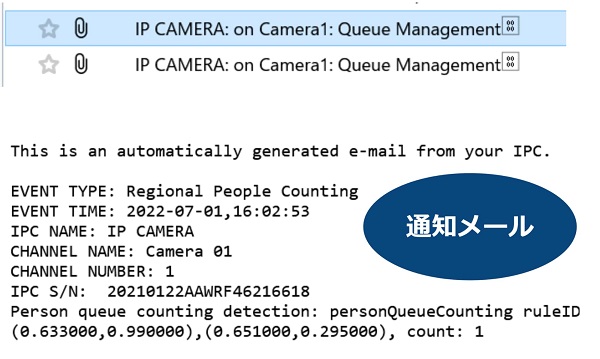 IP CAMERA: on Camera1: Queue Management
IP CAMERA: on Camera1: Queue Management
This is an automatically generated e-mail from your IPC.
EVENT TYPE: Regional People Counting
EVENT TIME: 2022-07-01,16:02:53
IPC NAME: IP CAMERA
CHANNEL NAME: Camera 01
CHANNEL NUMBER: 1
IPC S/N:  20210122AAWRF46216618
Person queue counting detection: personQueueCounting ruleID
(0.633000,0.990000),(0.651000,0.295000), count: 1
通知メール